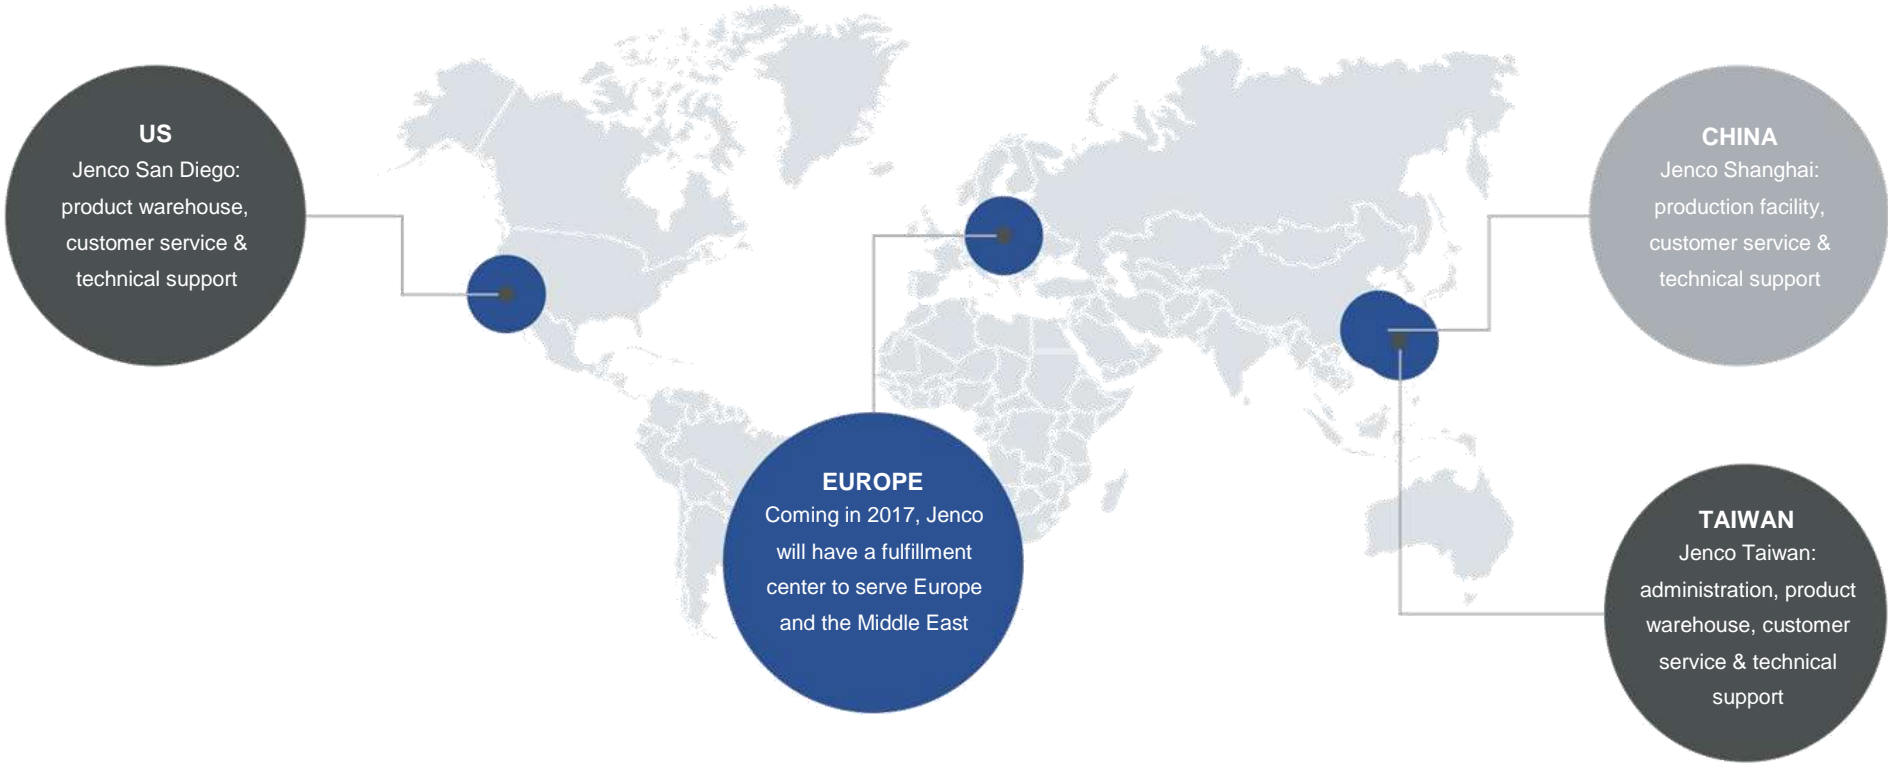 US
Jenco San Diego:
product warehouse,
customer service &
technical support
EUROPE
Coming in 2017, Jenco
will have a fulfillment
center to serve Europe
and the Middle East
CHINA
Jenco Shanghai:
production facility,
customer service &
technical support
TAIWAN
Jenco Taiwan:
administration, product
warehouse, customer
service & technical
support